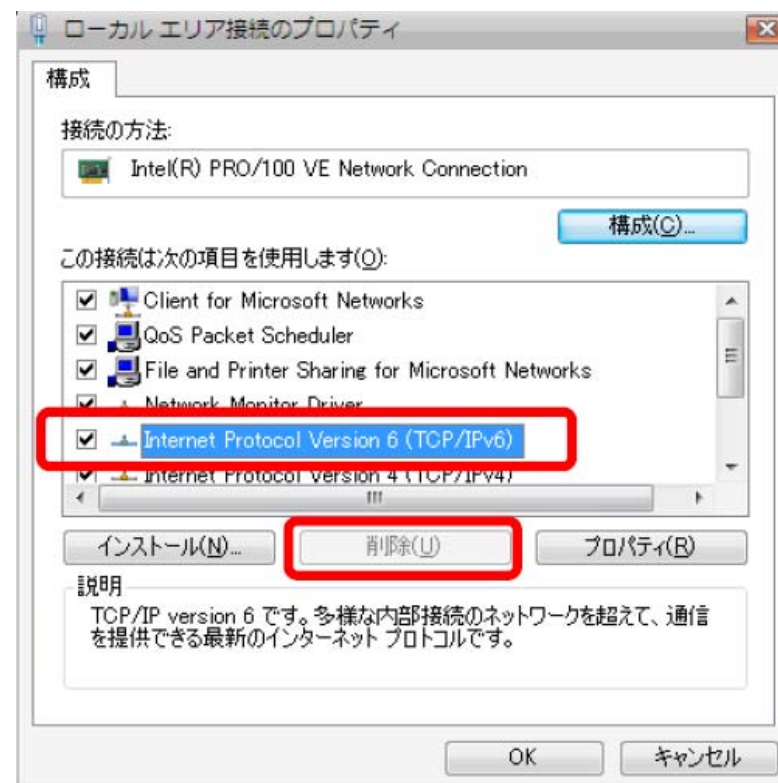 ローカル エリア接続のプロパティ
構成
接続の方法:
Intel(R) PRO/100 VE Network Connection
構成(C)...
この接続は次の項目を使用します(O):
Client for Microsoft Networks
QoS Packet Scheduler
File and Printer Sharing for Microsoft Networks
Network Monitor Driver
Internet Protocol Version 6 (TCP/IPv6)
Internet Protocol Version 4 (TCP/IPv4)
インストール(N)...
削除(U)
プロパティ(R)
説明
TCP/IP version 6 です。多様な内部接続のネットワークを超えて、通信
を提供できる最新のインターネット プロトコルです。
OK
キャンセル